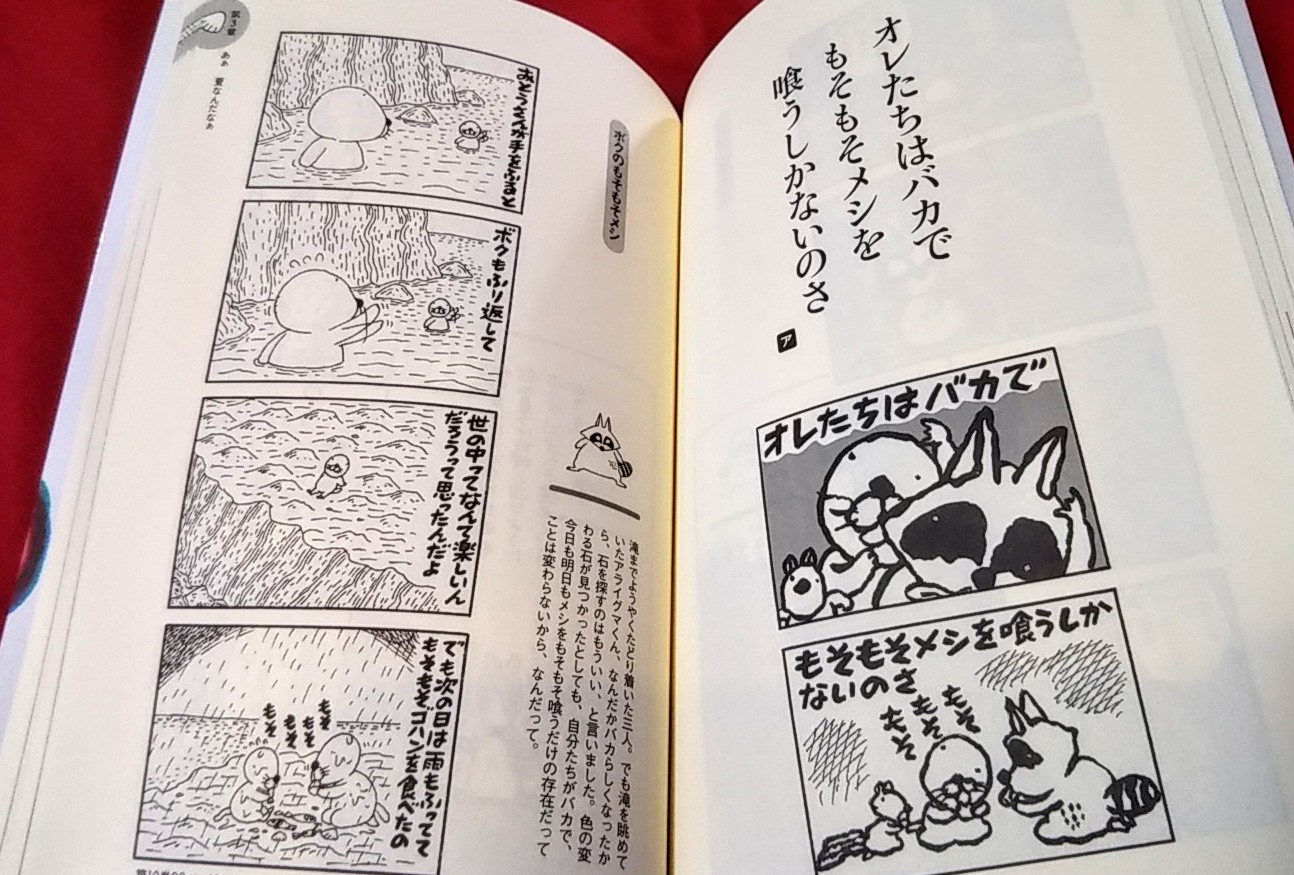 オレたちはバカで
もそもそメシを
喰うしかないのさ
ア
オレたちはバカで
もそもそメシを喰うしか
ないのさ
もそ
もそ
もそ
滝までようやくたどり着いた三人。でも滝を眺めて
いたアライグマくん、なんだかバカらしくなったか
ら、石を探すのはもういい、と言いました。色の変
わる石が見つかったとしても、自分たちがバカで、
今日も明日もメシをもそもそ喰うだけの存在だって
ことは変わらないから、なんだって。
ボクのもそもそメシ
おとうさんが手をふると
ボクもふり返して
世の中ってなんて楽しいん
だろうって思ったんだよ
でも次の日は雨もふってて
もそもそゴハンを食べたの
もそ
もそ
もそ
もそ
第3章
あぁ 夏なんだなぁ